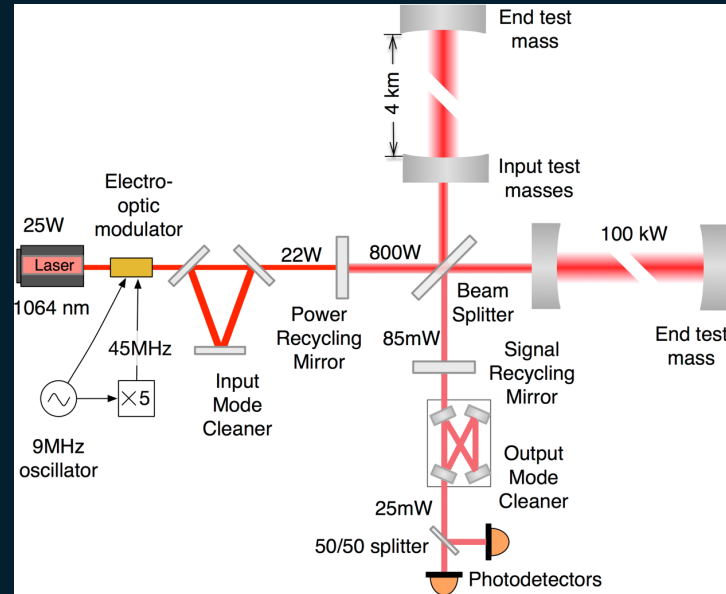 End test
mass
4 km
Input test
masses
Electro-
optic
modulator
25W
Laser
1064 nm
22W
800W
100 kW
Beam
Splitter
Power
Recycling
Mirror
End test
mass
45MHz
×5
9MHz
oscillator
Input
Mode
Cleaner
85mW
Signal
Recycling
Mirror
Output
Mode
Cleaner
25mW
50/50 splitter
Photodetectors